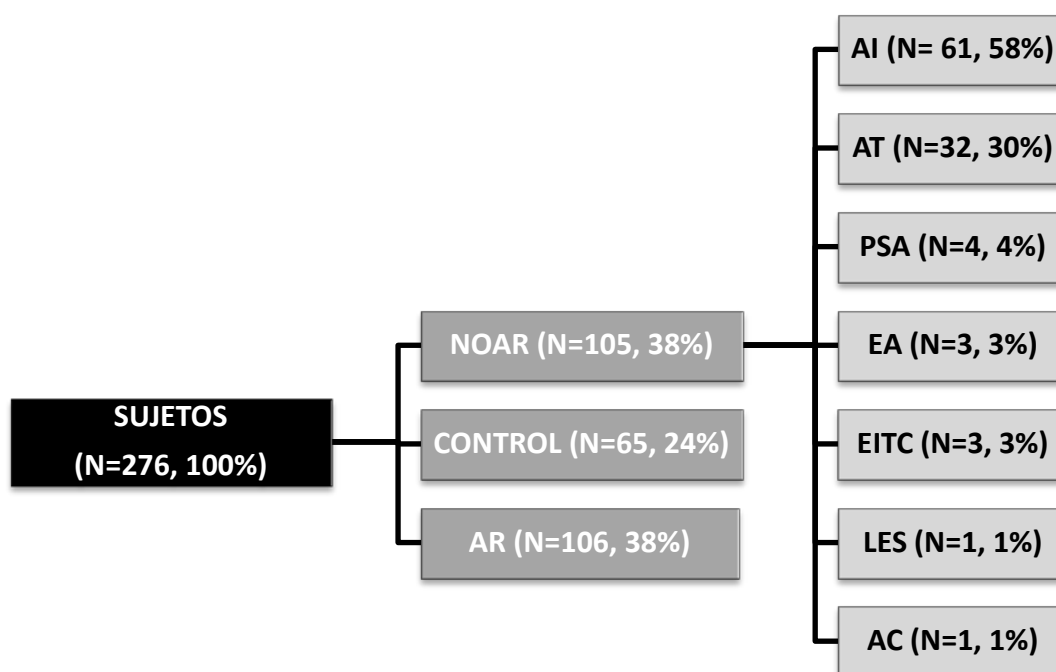 SUJETOS
(N=276, 100%)
NOAR (N=105, 38%)
CONTROL (N=65, 24%)
AR (N=106, 38%)
AI (N= 61, 58%)
AT (N=32, 30%)
PSA (N=4, 4%)
EA (N=3, 3%)
EITC (N=3, 3%)
LES (N=1, 1%)
AC (N=1, 1%)